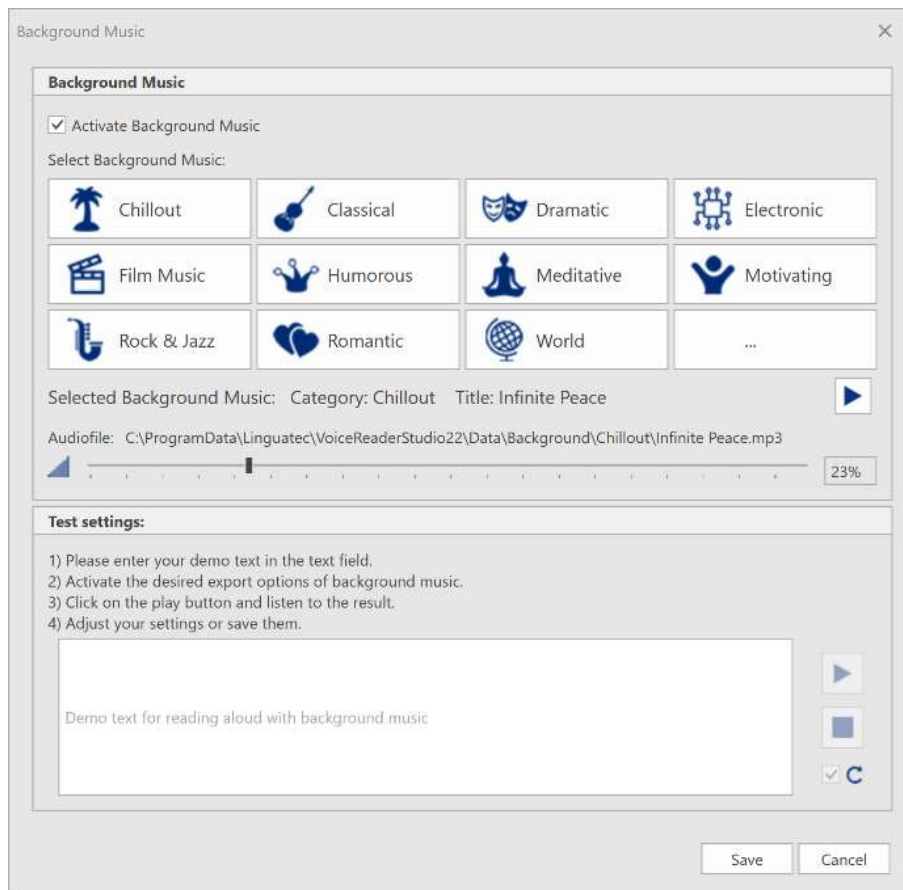 Background Music
Background Music
Activate Background Music
Select Background Music:
Chillout Classical Dramatic Electronic
Film Music Humorous Meditative Motivating
Rock & Jazz Romantic World ...
Selected Background Music: Category: Chillout Title: Infinite Peace
Audiofile: C:\ProgramData\Linguatec\VoiceReaderStudio22\Data\Background\Chillout\Infinite Peace.mp3
23%
Test settings:
1) Please enter your demo text in the text field.
2) Activate the desired export options of background music.
3) Click on the play button and listen to the result.
4) Adjust your settings or save them.
Demo text for reading aloud with background music
Save Cancel